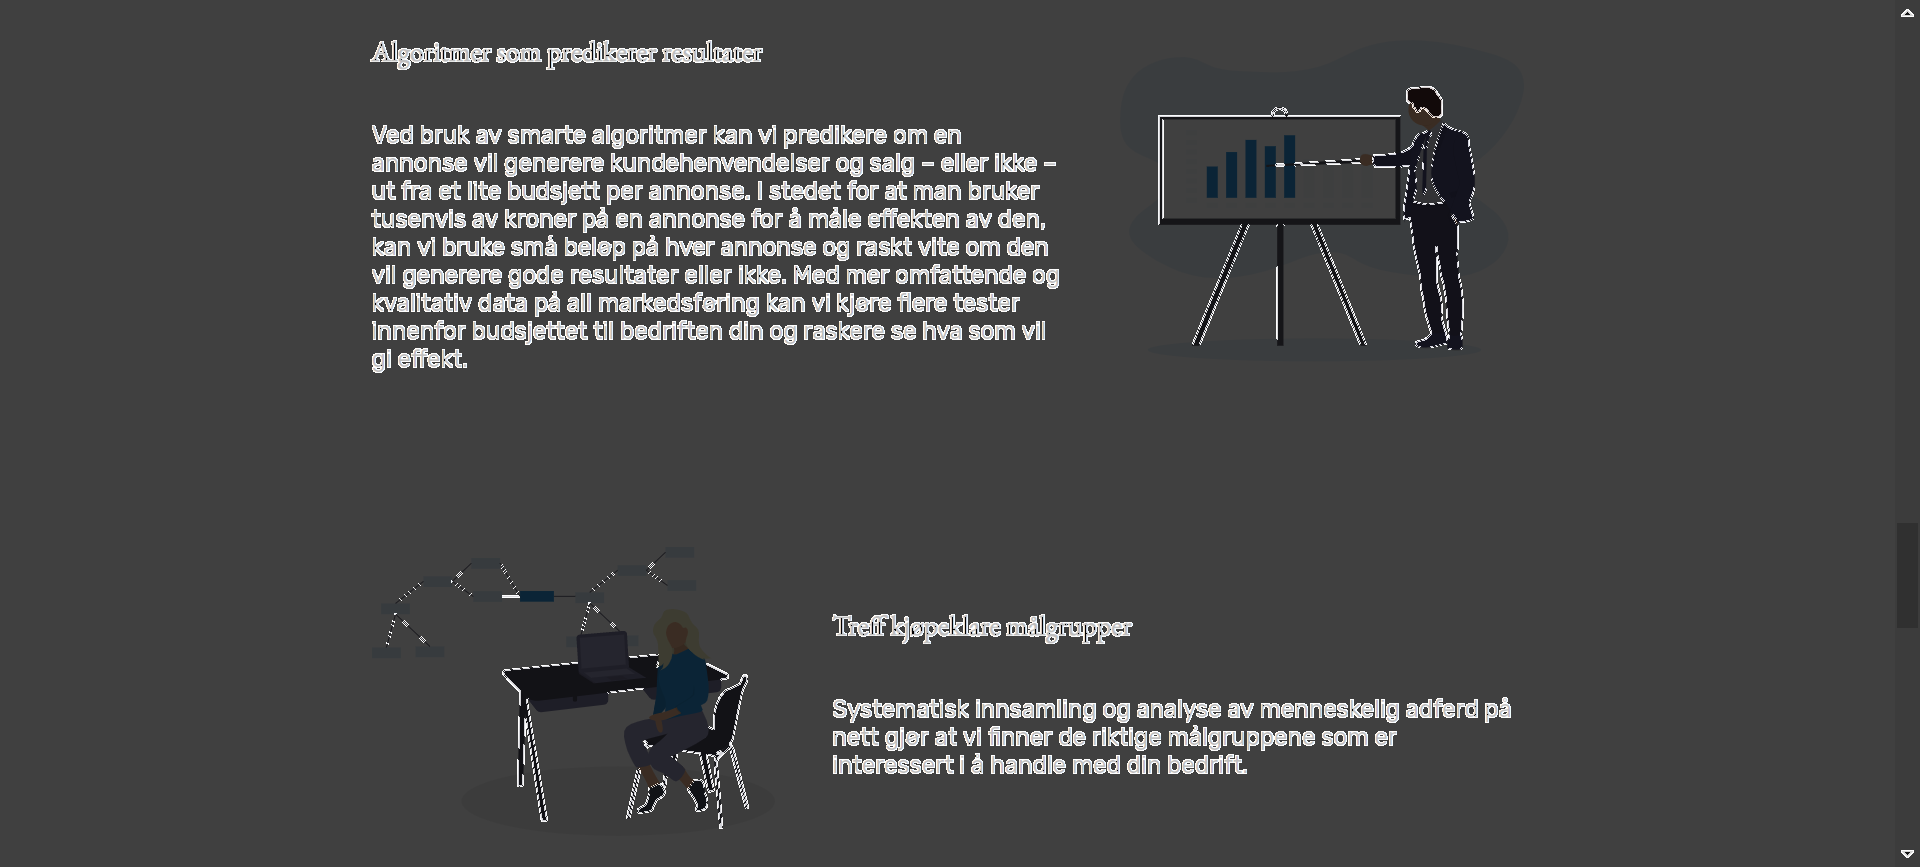 Algoritmer som predikerer resultater
Ved bruk av smarte algoritmer kan vi predikere om en
annonse vil generere kundehenvendelser og salg – eller ikke –
ut fra et lite budsjett per annonse. I stedet for at man bruker
tusenvis av kroner på en annonse for å måle effekten av den,
kan vi bruke små beløp på hver annonse og raskt vite om den
vil generere gode resultater eller ikke. Med mer omfattende og
kvalitativ data på all markedsføring kan vi kjøre flere tester
innenfor budsjettet til bedriften din og raskere se hva som vil
gi effekt.
Treff kjøpeklare målgrupper
Systematisk innsamling og analyse av menneskelig adferd på
nett gjør at vi finner de riktige målgruppene som er
interessert i å handle med din bedrift.